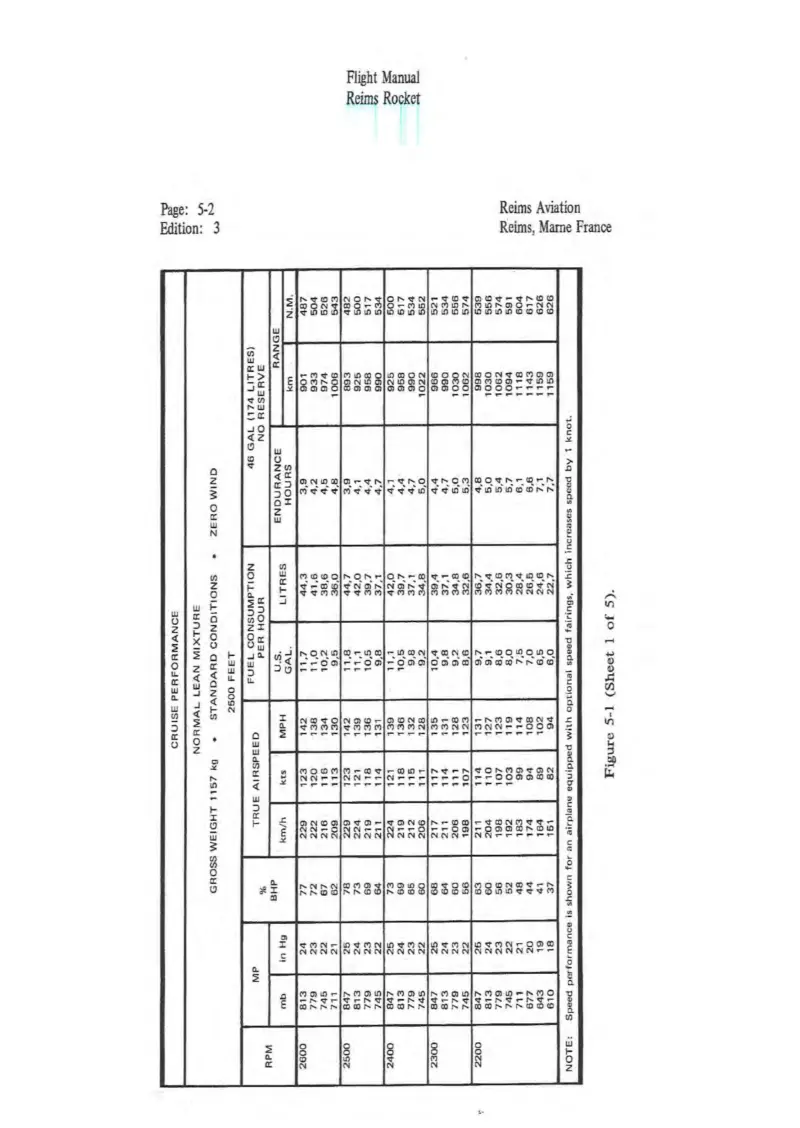 Flight Manual
Reims Rocket
Page: 5-2
Edition: 3
Reims Aviation
Reims, Marne France
CRUISE PERFORMANCE
NORMAL LEAN MIXTURE
GROSS WEIGHT 1157 kg • STANDARD CONDITIONS • ZERO WIND
2500 FEET
RPM MP % BHP TRUE AIRSPEED FUEL CONSUMPTION PER HOUR 46 GAL (174 LITRES) NO RESERVE
ENDURANCE HOURS RANGE
mb in Hg km/h kts MPH U.S. GAL. LITRES km N.M.
2600 813 24 77 229 123 142 11,7 44,3 3,9 901 487
779 23 72 222 120 138 11,0 41,6 4,2 933 504
745 22 67 216 116 134 10,2 38,6 4,5 974 526
711 21 62 209 113 130 9,5 36,0 4,8 1006 543
2500 847 25 78 229 123 142 11,8 44,7 3,9 893 482
813 24 73 224 121 139 11,1 42,0 4,1 925 500
779 23 69 219 118 136 10,5 39,7 4,4 958 517
745 22 64 211 114 131 9,8 37,1 4,7 990 534
2400 847 25 73 224 121 139 11,1 42,0 4,1 925 500
813 24 69 219 118 136 10,5 39,7 4,4 958 517
779 23 65 212 115 132 9,8 37,1 4,7 990 534
745 22 60 206 111 128 9,2 34,8 5,0 1022 552
2300 847 25 68 217 117 135 10,4 39,4 4,4 966 521
813 24 64 211 114 131 9,8 37,1 4,7 990 534
779 23 60 206 111 128 9,2 34,8 5,0 1030 556
745 22 56 198 107 123 8,6 32,6 5,3 1062 574
2200 847 25 63 211 114 131 9,7 36,7 4,8 998 539
813 24 60 204 110 127 9,1 34,4 5,0 1030 556
779 23 56 198 107 123 8,6 32,6 5,4 1062 574
745 22 52 192 103 119 8,0 30,3 5,7 1094 591
711 21 48 183 99 114 7,5 28,4 6,1 1118 604
677 20 44 174 94 108 7,0 26,5 6,6 1143 617
643 19 41 164 89 102 6,5 24,6 7,1 1159 626
610 18 37 151 82 94 6,0 22,7 7,7 1159 626
NOTE: Speed performance is shown for an airplane equipped with optional speed fairings, which increases speed by 1 knot.
Figure 5-1 (Sheet 1 of 5).